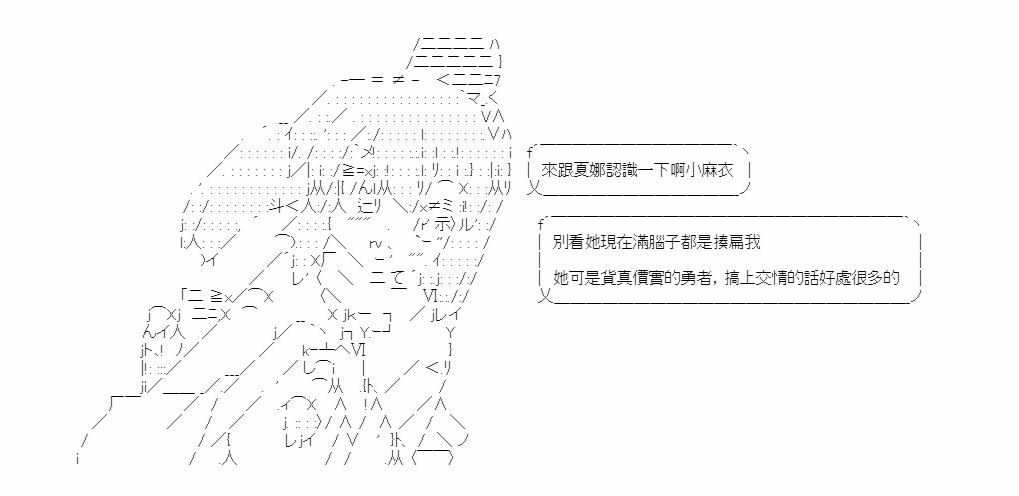 來跟夏娜認識一下啊小麻衣
別看她現在滿腦子都是揍扁我
她可是貨真價實的勇者，搞上交情的話好處很多的